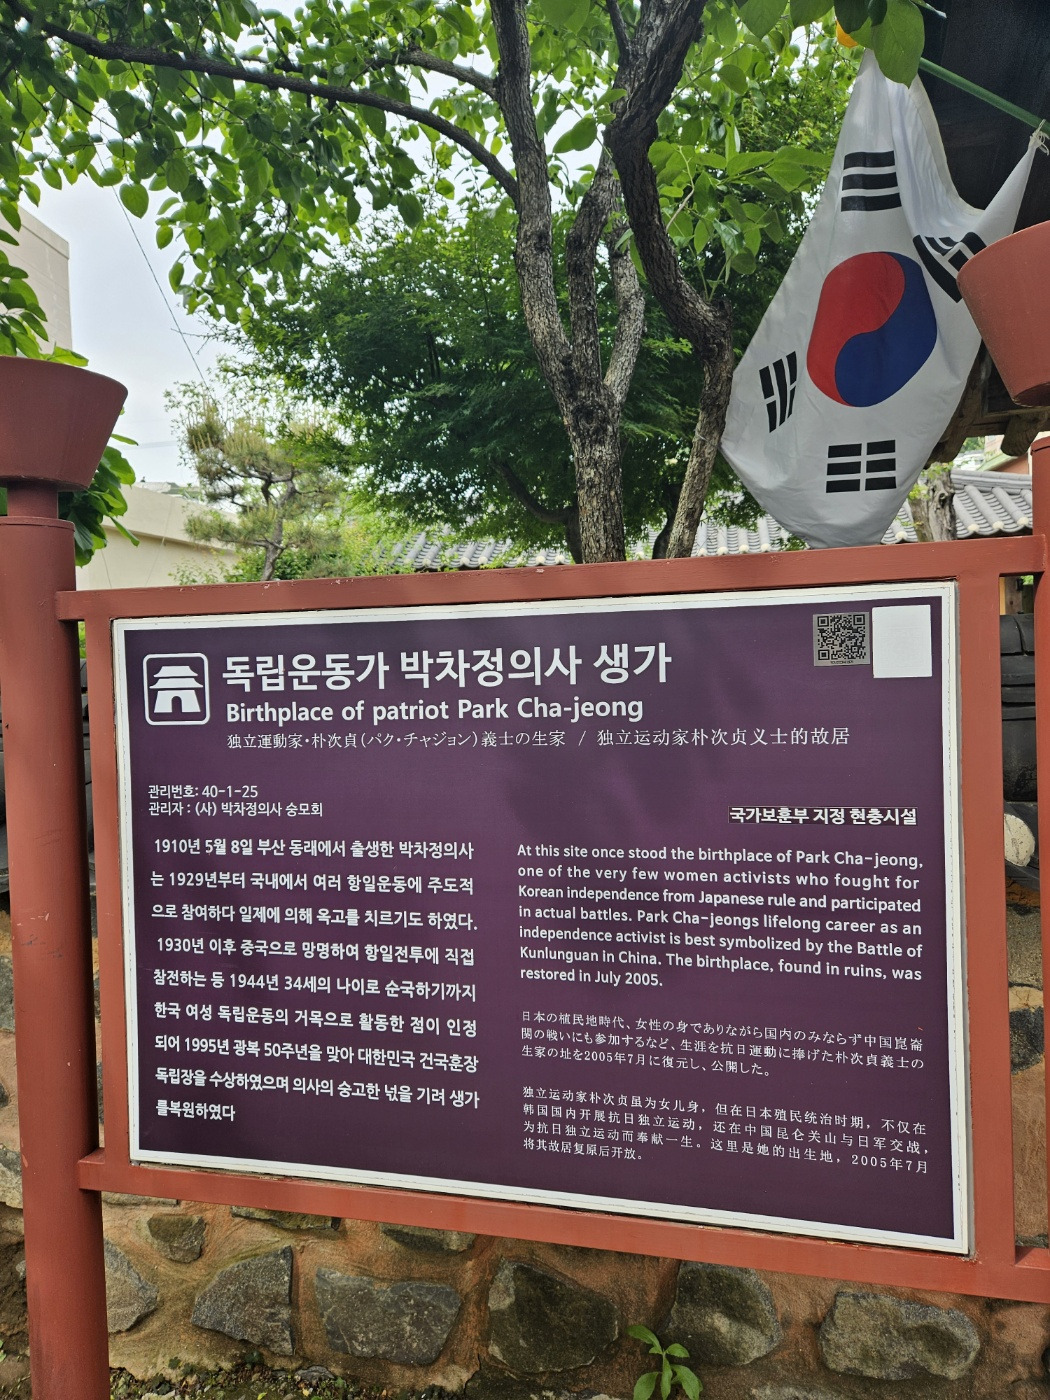 독립운동가 박차정의사 생가
Birthplace of patriot Park Cha-jeong
独立運動家·朴次貞(パク·チャジョン)義士の生家 / 独立运动家朴次贞义士的故居
관리번호: 40-1-25
관리자 : (사) 박차정의사 숭모회
국가보훈부 지정 현충시설
1910년 5월 8일 부산 동래에서 출생한 박차정의사
는 1929년부터 국내에서 여러 항일운동에 주도적
으로 참여하다 일제에 의해 옥고를 치르기도 하였다.
1930년 이후 중국으로 망명하여 항일전투에 직접
참전하는 등 1944년 34세의 나이로 순국하기까지
한국 여성 독립운동의 거목으로 활동한 점이 인정
되어 1995년 광복 50주년을 맞아 대한민국 건국훈장
독립장을 수상하였으며 의사의 숭고한 넋을 기려 생가
를복원하였다
At this site once stood the birthplace of Park Cha-jeong,
one of the very few women activists who fought for
Korean independence from Japanese rule and participated
in actual battles. Park Cha-jeongs lifelong career as an
independence activist is best symbolized by the Battle of
Kunlunguan in China. The birthplace, found in ruins, was
restored in July 2005.
日本の植民地時代、女性の身でありながら国内のみならず中国崑崙
関の戦いにも参加するなど、生涯を抗日運動に捧げた朴次貞義士の
生家の址を2005年7月に復元し、公開した。
独立运动家朴次贞虽为女儿身，但在日本殖民统治时期，不仅在
韩国国内开展抗日独立运动，还在中国昆仑关山与日军交战，
为抗日独立运动而奉献一生。这里是她的出生地，2005年7月
将其故居复原后开放。